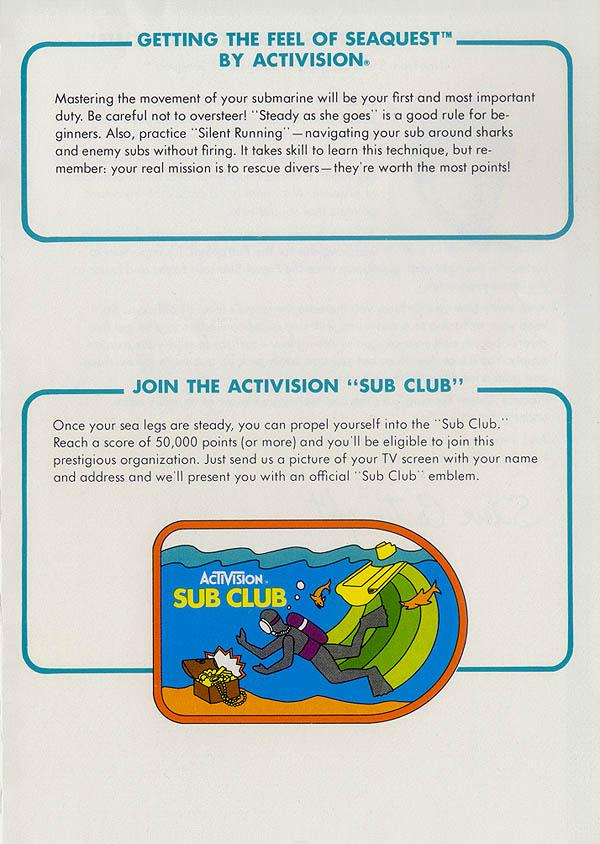 GETTING THE FEEL OF SEAQUEST™
BY ACTIVISION®
Mastering the movement of your submarine will be your first and most important
duty. Be careful not to oversteer! "Steady as she goes" is a good rule for be-
ginners. Also, practice "Silent Running"—navigating your sub around sharks
and enemy subs without firing. It takes skill to learn this technique, but re-
member: your real mission is to rescue divers—they're worth the most points!
JOIN THE ACTIVISION "SUB CLUB"
Once your sea legs are steady, you can propel yourself into the "Sub Club."
Reach a score of 50,000 points (or more) and you'll be eligible to join this
prestigious organization. Just send us a picture of your TV screen with your name
and address and we'll present you with an official "Sub Club" emblem.
ACTIVISION®
SUB CLUB